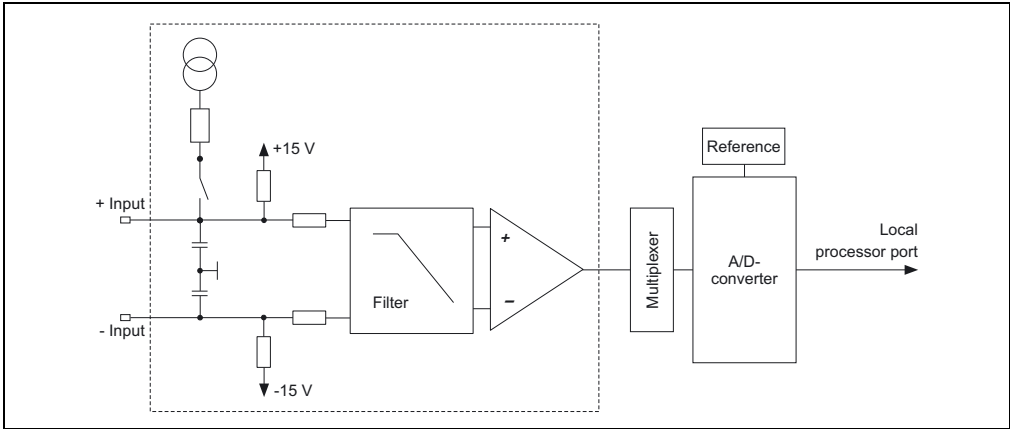 +15 V
+ Input
Filter
+
−
- Input
-15 V
Multiplexer
Reference
A/D-
converter
Local
processor port